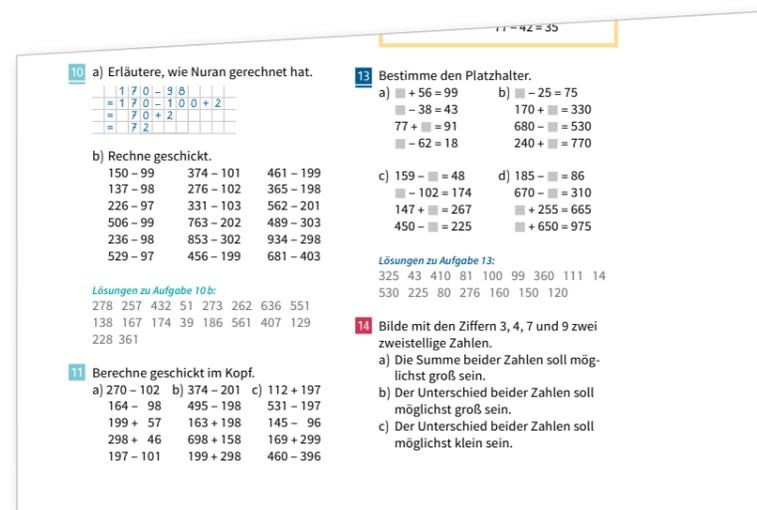 77 – 42 = 35
10 a) Erläutere, wie Nuran gerechnet hat.
170-98
=170-100+2
= 70+2
= 72
b) Rechne geschickt.
150 – 99 374 – 101 461 – 199
137 – 98 276 – 102 365 – 198
226 – 97 331 – 103 562 – 201
506 – 99 763 – 202 489 – 303
236 – 98 853 – 302 934 – 298
529 – 97 456 – 199 681 – 403
Lösungen zu Aufgabe 10 b:
278 257 432 51 273 262 636 551
138 167 174 39 186 561 407 129
228 361
11 Berechne geschickt im Kopf.
a) 270 – 102 b) 374 – 201 c) 112 + 197
164 – 98 495 – 198 531 – 197
199 + 57 163 + 198 145 – 96
298 + 46 698 + 158 169 + 299
197 – 101 199 + 298 460 – 396
13 Bestimme den Platzhalter.
a) ■ + 56 = 99 b) ■ – 25 = 75
■ – 38 = 43 170 + ■ = 330
77 + ■ = 91 680 – ■ = 530
■ – 62 = 18 240 + ■ = 770
c) 159 – ■ = 48 d) 185 – ■ = 86
■ – 102 = 174 670 – ■ = 310
147 + ■ = 267 ■ + 255 = 665
450 – ■ = 225 ■ + 650 = 975
Lösungen zu Aufgabe 13:
325 43 410 81 100 99 360 111 14
530 225 80 276 160 150 120
14 Bilde mit den Ziffern 3, 4, 7 und 9 zwei
zweistellige Zahlen.
a) Die Summe beider Zahlen soll mög-
lichst groß sein.
b) Der Unterschied beider Zahlen soll
möglichst groß sein.
c) Der Unterschied beider Zahlen soll
möglichst klein sein.